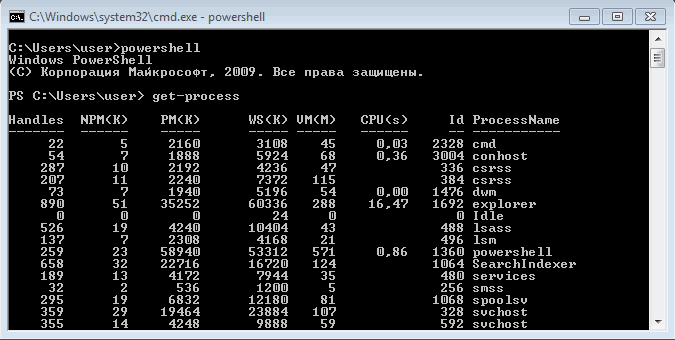 C:\Windows\system32\cmd.exe - powershell
C:\Users\user>powershell
Windows PowerShell
(C) Корпорация Майкрософт, 2009. Все права защищены.
PS C:\Users\user> get-process
Handles NPM(K) PM(K) WS(K) VM(M) CPU(s) Id ProcessName
------- ------ ----- ----- ----- ------ -- -----------
22 5 2160 3108 45 0,03 2328 cmd
54 7 1888 5924 68 0,36 3004 conhost
287 10 2192 4236 47 336 csrss
207 11 2240 7372 115 384 csrss
73 7 1940 5196 54 0,00 1476 dwm
890 51 35252 60336 288 16,47 1692 explorer
0 0 0 24 0 0 Idle
526 19 4240 10404 43 488 lsass
137 7 2308 4168 21 496 lsm
259 23 58940 53312 571 0,86 1360 powershell
658 32 22716 16720 124 1064 SearchIndexer
189 13 4172 7944 35 480 services
32 2 536 1200 5 256 smss
295 19 6832 12180 81 1068 spoolsv
359 29 19464 23884 107 328 svchost
355 14 4248 9888 59 592 svchost